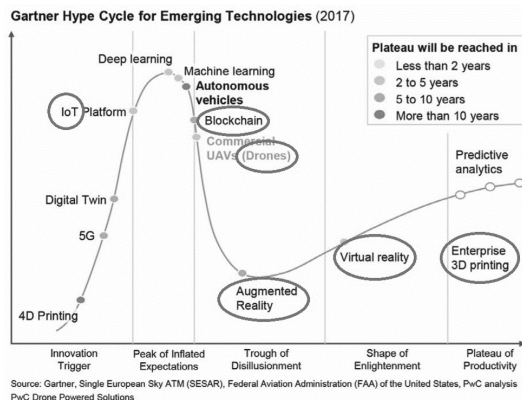 Gartner Hype Cycle for Emerging Technologies (2017)
Plateau will be reached in
Less than 2 years
2 to 5 years
5 to 10 years
More than 10 years
Deep learning
Machine learning
Autonomous
vehicles
IoT Platform
Blockchain
Commercial
UAVs (Drones)
Predictive
analytics
Digital Twin
5G
Virtual reality
Enterprise
3D printing
Augmented
Reality
4D Printing
Innovation
Trigger
Peak of Inflated
Expectations
Trough of
Disillusionment
Shape of
Enlightenment
Plateau of
Productivity
Source: Gartner, Single European Sky ATM (SESAR), Federal Aviation Administration (FAA) of the United States, PwC analysis
PwC Drone Powered Solutions